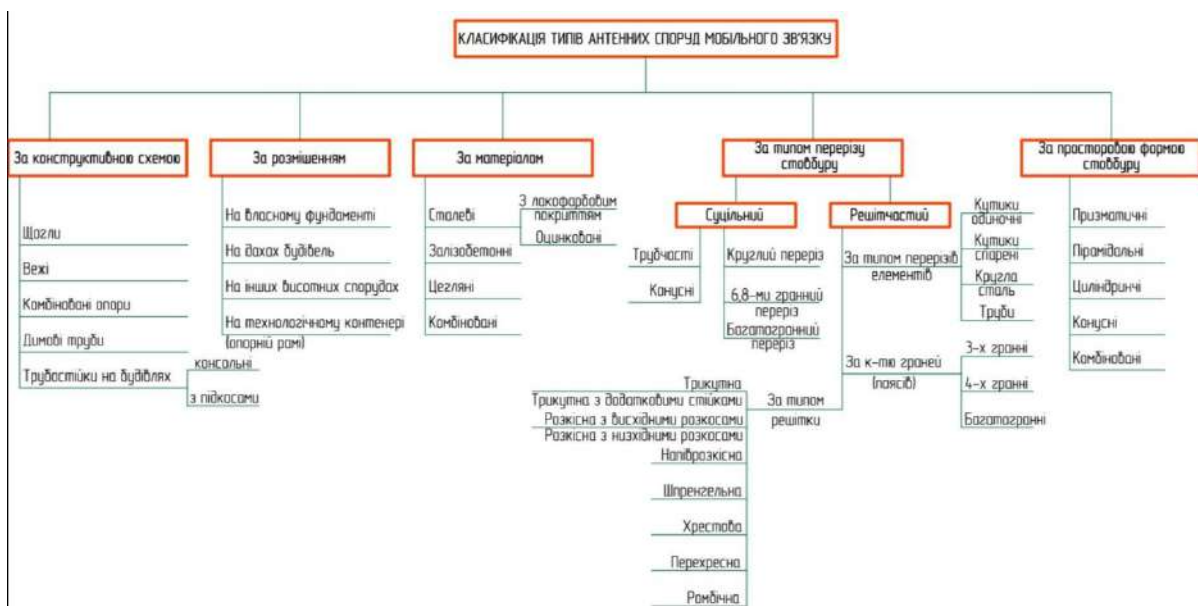 КЛАСИФІКАЦІЯ ТИПІВ АНТЕННИХ СПОРУД МОБІЛЬНОГО ЗВ'ЯЗКУ
За конструктивною схемою
Щогли
Вежі
Комбіновані опори
Димові труби
Трубостійки на будівлях
консольні
з підкосами
За розмішенням
На власному фундаменті
На дахах будівель
На інших висотних спорудах
На технологічному контенері
(опорній рамі)
За матеріалом
Сталеві
З лакофарбовим
покриттям
Оцинковані
Залізобетонні
Цегляні
Комбіновані
За типом перерізу
стовбуру
Суцільний
Трубчасті
Конусні
Круглий переріз
6,8-ми гранний
переріз
Багатогранний
переріз
Решітчастий
За типом перерізів
елементів
Кутики
одиночні
Кутики
спарені
Кругла
сталь
Труби
За к-тю граней
(поясів)
3-х гранні
4-х гранні
Багатогранні
За типом
решітки
Трикутна
Трикутна з додатковими стійками
Розкісна з висхідними розкосами
Розкісна з низхідними розкосами
Напіврозкісна
Шпренгельна
Хрестова
Перехресна
Ромбічна
За просторовою формою
стовбуру
Призматичні
Пірамідальні
Циліндричні
Конусні
Комбіновані